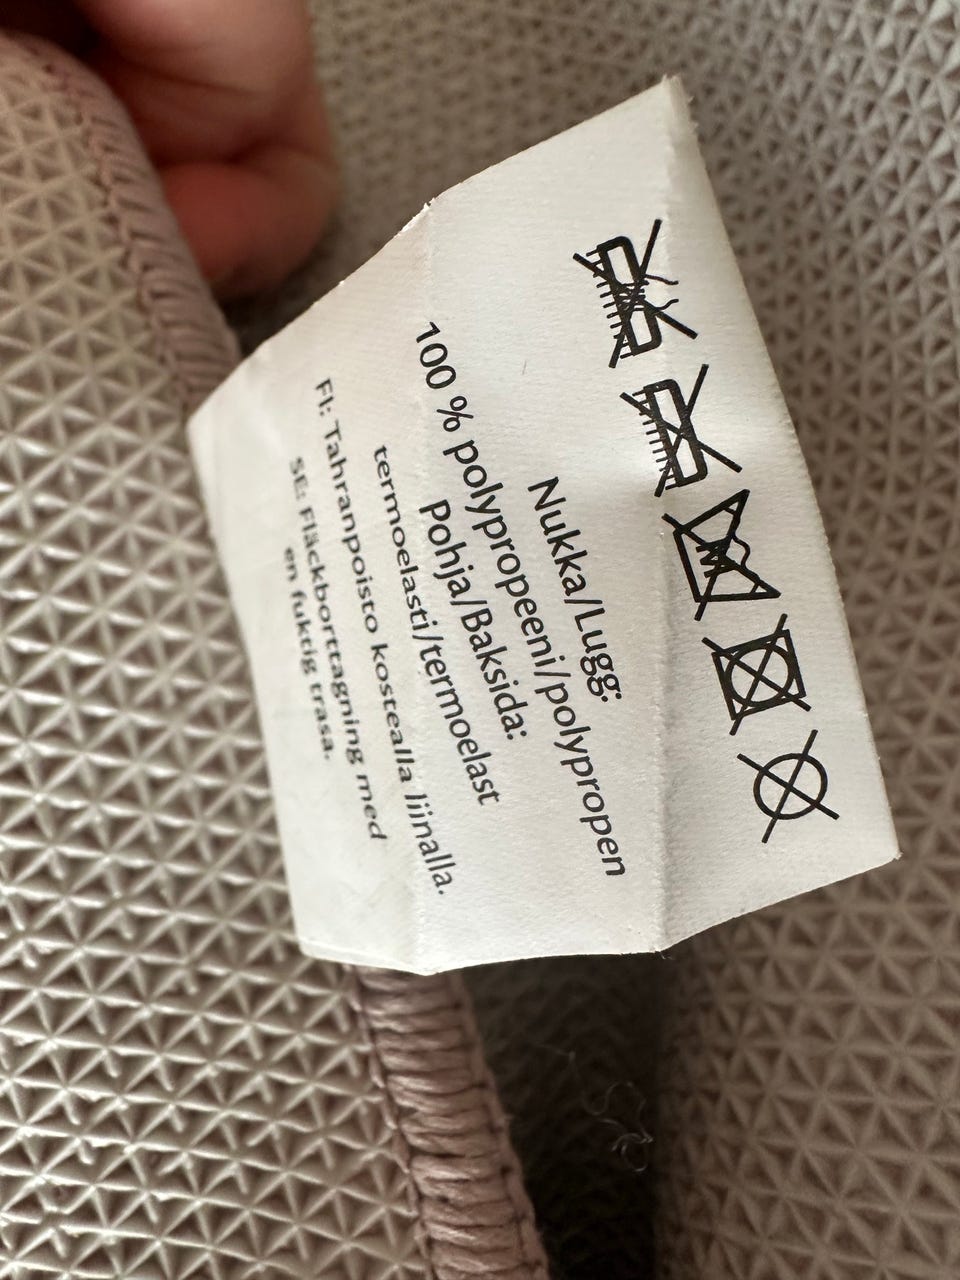 Nukka/Lugg:
100 % polypropeeni/polypropen
Pohja/Baksida:
termoelasti/termoelast
FI: Tahranpoisto kostealla liinalla.
SE: Fläckborttagning med
en fuktig trasa.